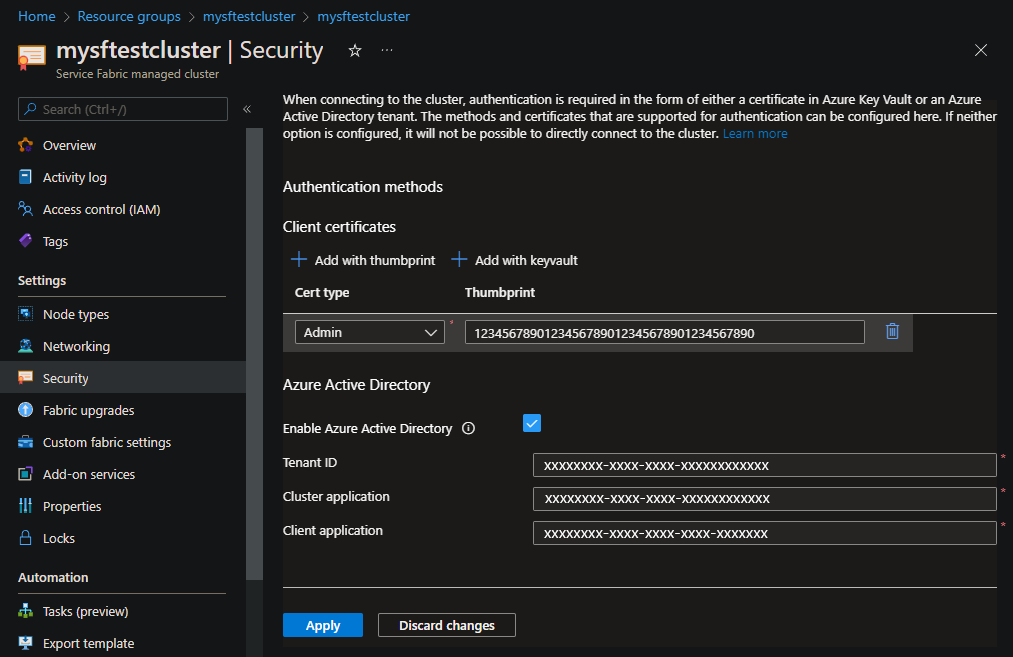 Home > Resource groups > mysftestcluster > mysftestcluster
mysftestcluster | Security
Service Fabric managed cluster
Search (Ctrl+/)
Overview
Activity log
Access control (IAM)
Tags
Settings
Node types
Networking
Security
Fabric upgrades
Custom fabric settings
Add-on services
Properties
Locks
Automation
Tasks (preview)
Export template
When connecting to the cluster, authentication is required in the form of either a certificate in Azure Key Vault or an Azure
Active Directory tenant. The methods and certificates that are supported for authentication can be configured here. If neither
option is configured, it will not be possible to directly connect to the cluster. Learn more
Authentication methods
Client certificates
Add with thumbprint Add with keyvault
Cert type Thumbprint
Admin * 1234567890123456789012345678901234567890
Azure Active Directory
Enable Azure Active Directory
Tenant ID xxxxxxxx-xxxx-xxxx-xxxxxxxxxxxx *
Cluster application xxxxxxxx-xxxx-xxxx-xxxxxxxxxxxx *
Client application xxxxxxxx-xxxx-xxxx-xxxx-xxxxxxx *
Apply Discard changes